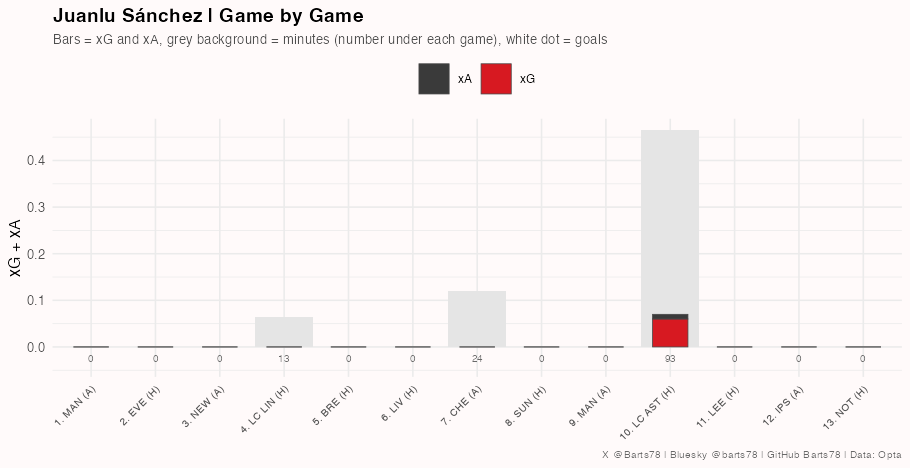 Juanlu Sánchez | Game by Game
Bars = xG and xA, grey background = minutes (number under each game), white dot = goals
xA
xG
xG + xA
0.4
0.3
0.2
0.1
0.0
0 0 0 13 0 0 24 0 0 93 0 0 0
1. MAN (A)
2. EVE (H)
3. NEW (A)
4. LC LIN (H)
5. BRE (H)
6. LIV (H)
7. CHE (A)
8. SUN (H)
9. MAN (A)
10. LC AST (H)
11. LEE (H)
12. IPS (A)
13. NOT (H)
X @Barts78 | Bluesky @barts78 | GitHub Barts78 | Data: Opta